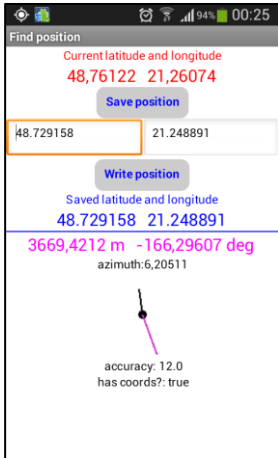 94% 00:25
Find position
Current latitude and longitude
48,76122 21,26074
Save position
48.729158 21.248891
Write position
Saved latitude and longitude
48.729158 21.248891
3669,4212 m -166,29607 deg
azimuth:6,20511
accuracy: 12.0
has coords?: true